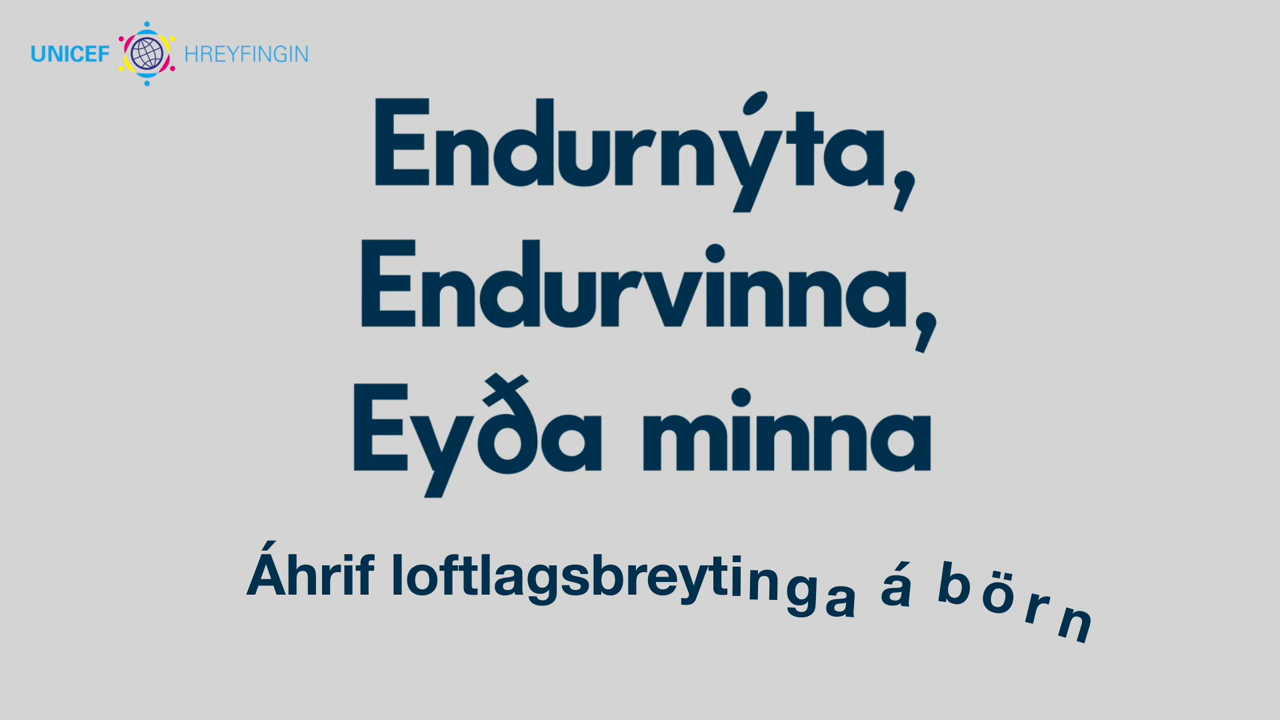 UNICEF HREYFINGIN
Endurnýta,
Endurvinna,
Eyða minna
Áhrif loftlagsbreytinga á börn